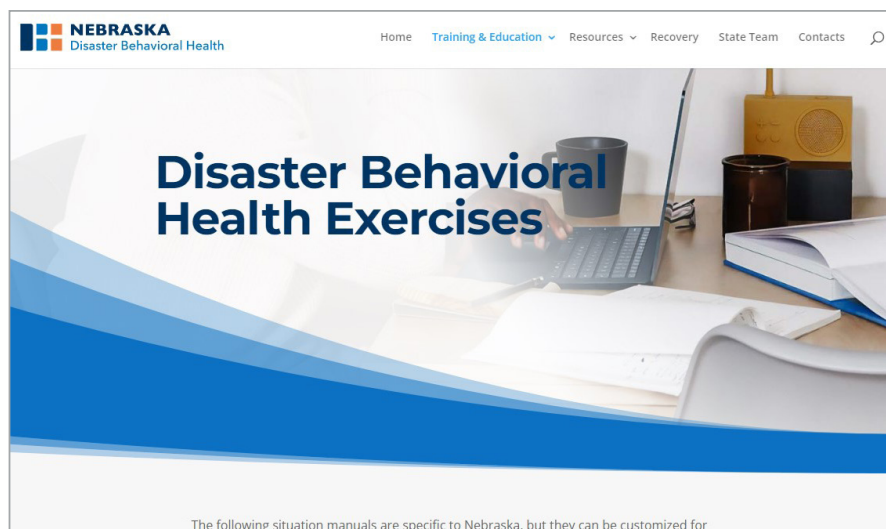 NEBRASKA
Disaster Behavioral Health
Home Training & Education Resources Recovery State Team Contacts
Disaster Behavioral
Health Exercises
The following situation manuals are specific to Nebraska, but they can be customized for